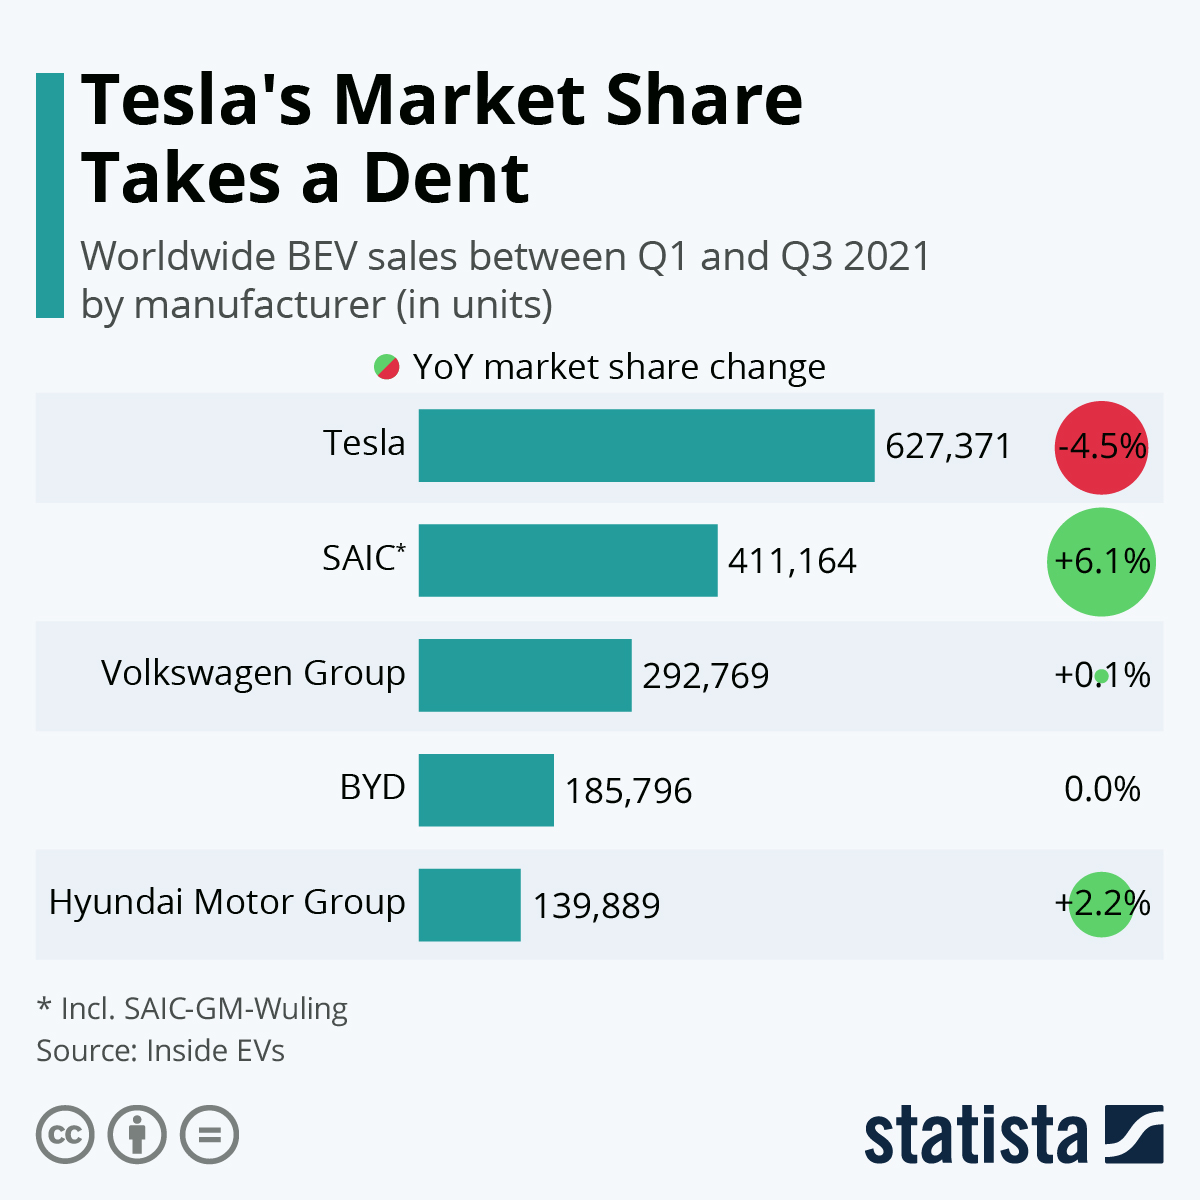 Tesla's Market Share
Takes a Dent
Worldwide BEV sales between Q1 and Q3 2021
by manufacturer (in units)
YoY market share change
Tesla 627,371 -4.5%
SAIC* 411,164 +6.1%
Volkswagen Group 292,769 +0.1%
BYD 185,796 0.0%
Hyundai Motor Group 139,889 +2.2%
* Incl. SAIC-GM-Wuling
Source: Inside EVs
cc
statista